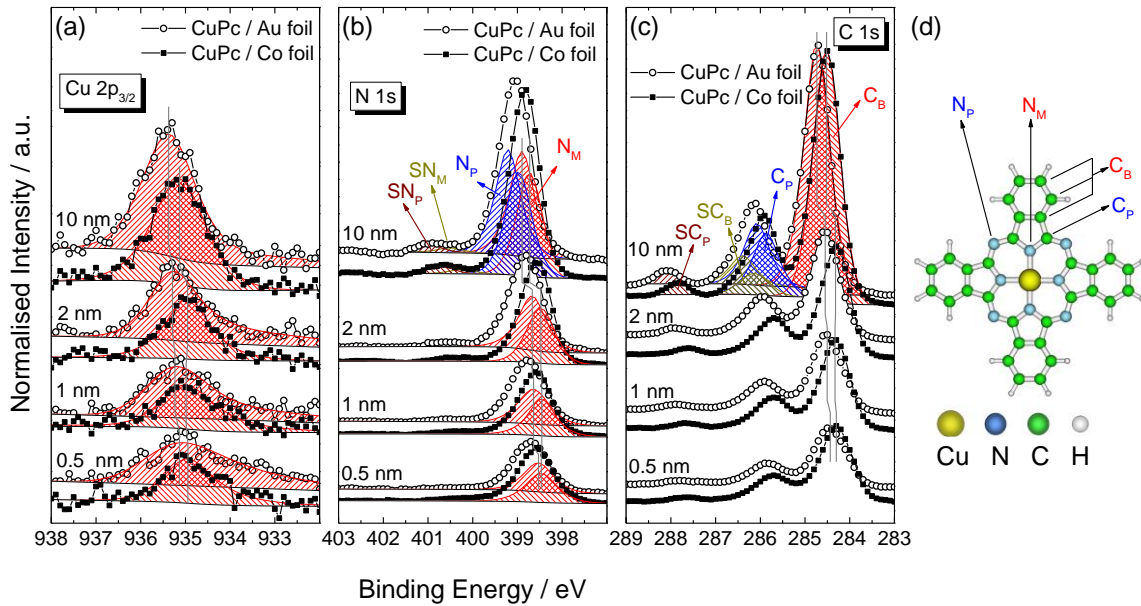 Normalised Intensity / a.u.
(a)
CuPc / Au foil
CuPc / Co foil
Cu 2p3/2
10 nm
2 nm
1 nm
0.5 nm
938 937 936 935 934 933
(b)
CuPc / Au foil
CuPc / Co foil
N 1s
SNP
SNM
NP
NM
10 nm
2 nm
1 nm
0.5 nm
403 402 401 400 399 398
(c)
C 1s
CuPc / Au foil
CuPc / Co foil
CB
CP
SCB
SCP
10 nm
2 nm
1 nm
0.5 nm
289 288 287 286 285 284 283
(d)
NP
NM
CB
CP
Cu N C H
Binding Energy / eV